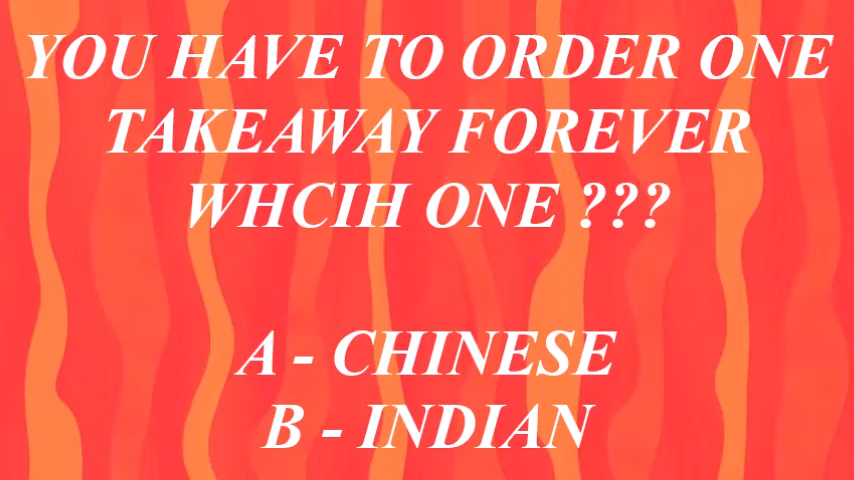 YOU HAVE TO ORDER ONE
TAKEAWAY FOREVER
WHCIH ONE ???
A - CHINESE
B - INDIAN